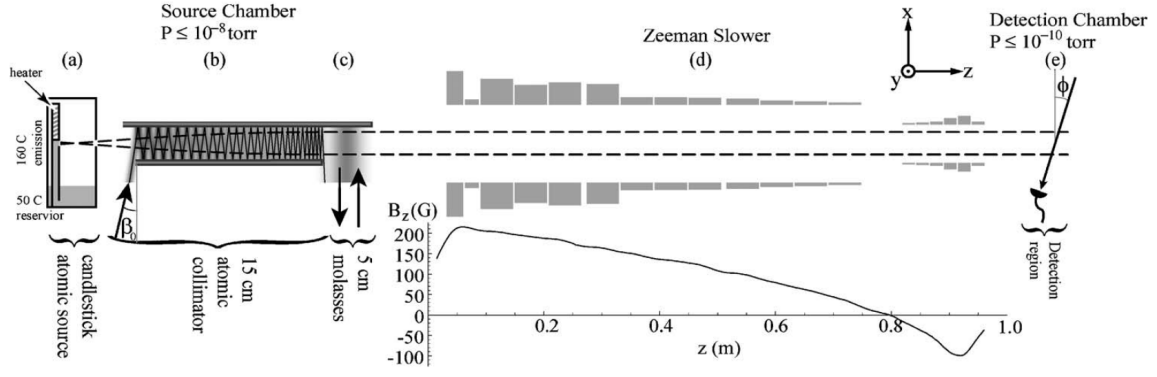 Source Chamber
P ≤ 10⁻⁸ torr
(a)
(b)
(c)
Zeeman Slower
(d)
x
y
z
Detection Chamber
P ≤ 10⁻¹⁰ torr
(e)
ϕ
heater
160 C
emission
50 C
reservior
β₀
candlestick
atomic source
15 cm
atomic
collimator
5 cm
molasses
Detection
region
B_z(G)
200
150
100
50
0
-50
-100
0.2
0.4
0.6
0.8
1.0
z (m)